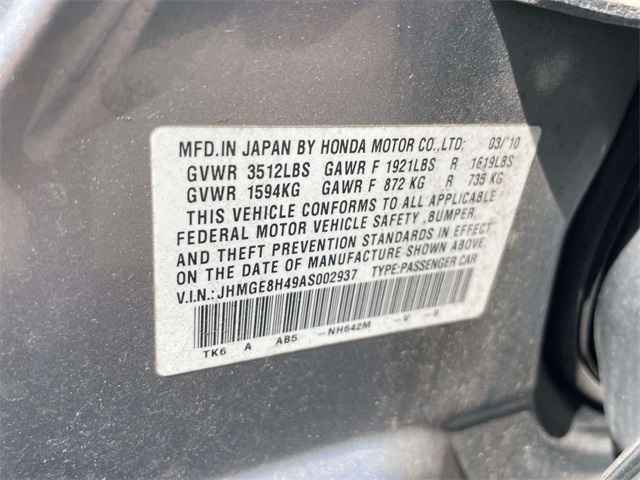 MFD.IN JAPAN BY HONDA MOTOR CO.,LTD: 03/'10
GVWR 3512LBS GAWR F 1921LBS R 1619LBS
GVWR 1594KG GAWR F 872 KG R 735 KG
THIS VEHICLE CONFORMS TO ALL APPLICABLE
FEDERAL MOTOR VEHICLE SAFETY ,BUMPER,
AND THEFT PREVENTION STANDARDS IN EFFECT
ON THE DATE OF MANUFACTURE SHOWN ABOVE.
V.I.N.:JHMGE8H49AS002937 TYPE:PASSENGER CAR
TK6 A AB5 -NH642M -V -S